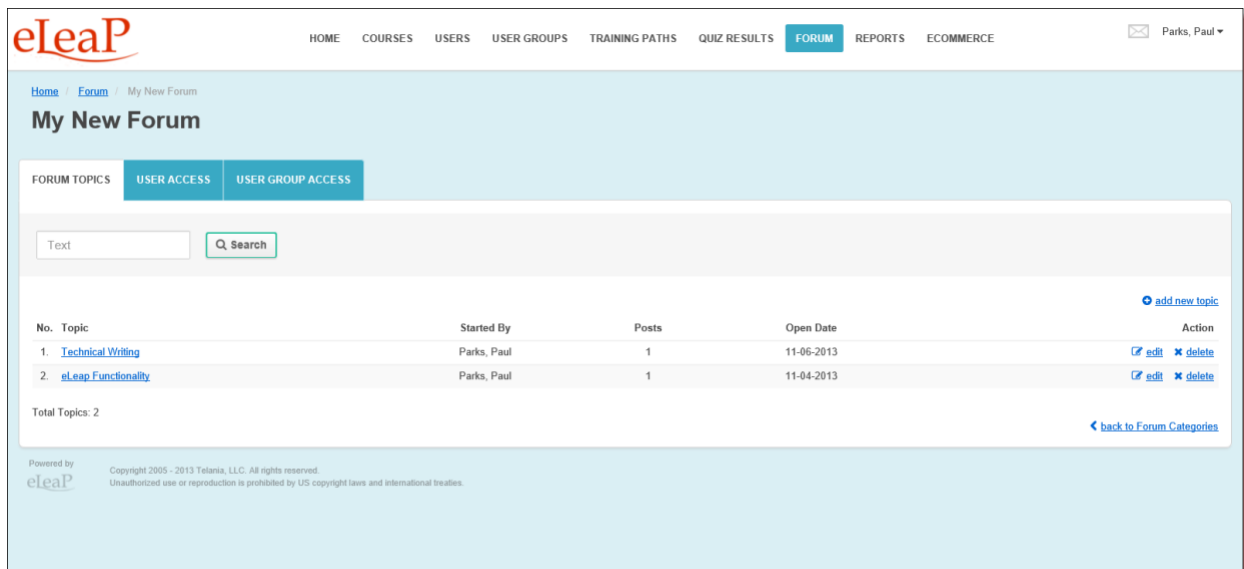 eLeaP
HOME COURSES USERS USER GROUPS TRAINING PATHS QUIZ RESULTS FORUM REPORTS ECOMMERCE Parks, Paul
Home / Forum / My New Forum
My New Forum
FORUM TOPICS USER ACCESS USER GROUP ACCESS
Text Search
add new topic
No. Topic Started By Posts Open Date Action
1. Technical Writing Parks, Paul 1 11-06-2013 edit delete
2. eLeap Functionality Parks, Paul 1 11-04-2013 edit delete
Total Topics: 2
back to Forum Categories
Powered by
eLeaP
Copyright 2005 - 2013 Telania, LLC. All rights reserved.
Unauthorized use or reproduction is prohibited by US copyright laws and international treaties.